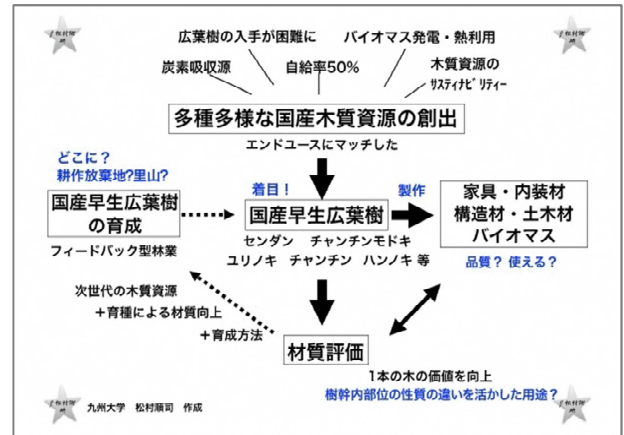 広葉樹の入手が困難に
バイオマス発電・熱利用
炭素吸収源
自給率50%
木質資源の
サスティナビリティー
多種多様な国産木質資源の創出
エンドユースにマッチした
どこに?
耕作放棄地?里山?
国産早生広葉樹
の育成
フィードバック型林業
着目!
国産早生広葉樹
センダン チャンチンモドキ
ユリノキ チャンチン ハンノキ 等
製作
家具・内装材
構造材・土木材
バイオマス
品質? 使える?
次世代の木質資源
+育種による材質向上
+育成方法
材質評価
1本の木の価値を向上
樹幹内部位の性質の違いを活かした用途?
九州大学 松村順司 作成